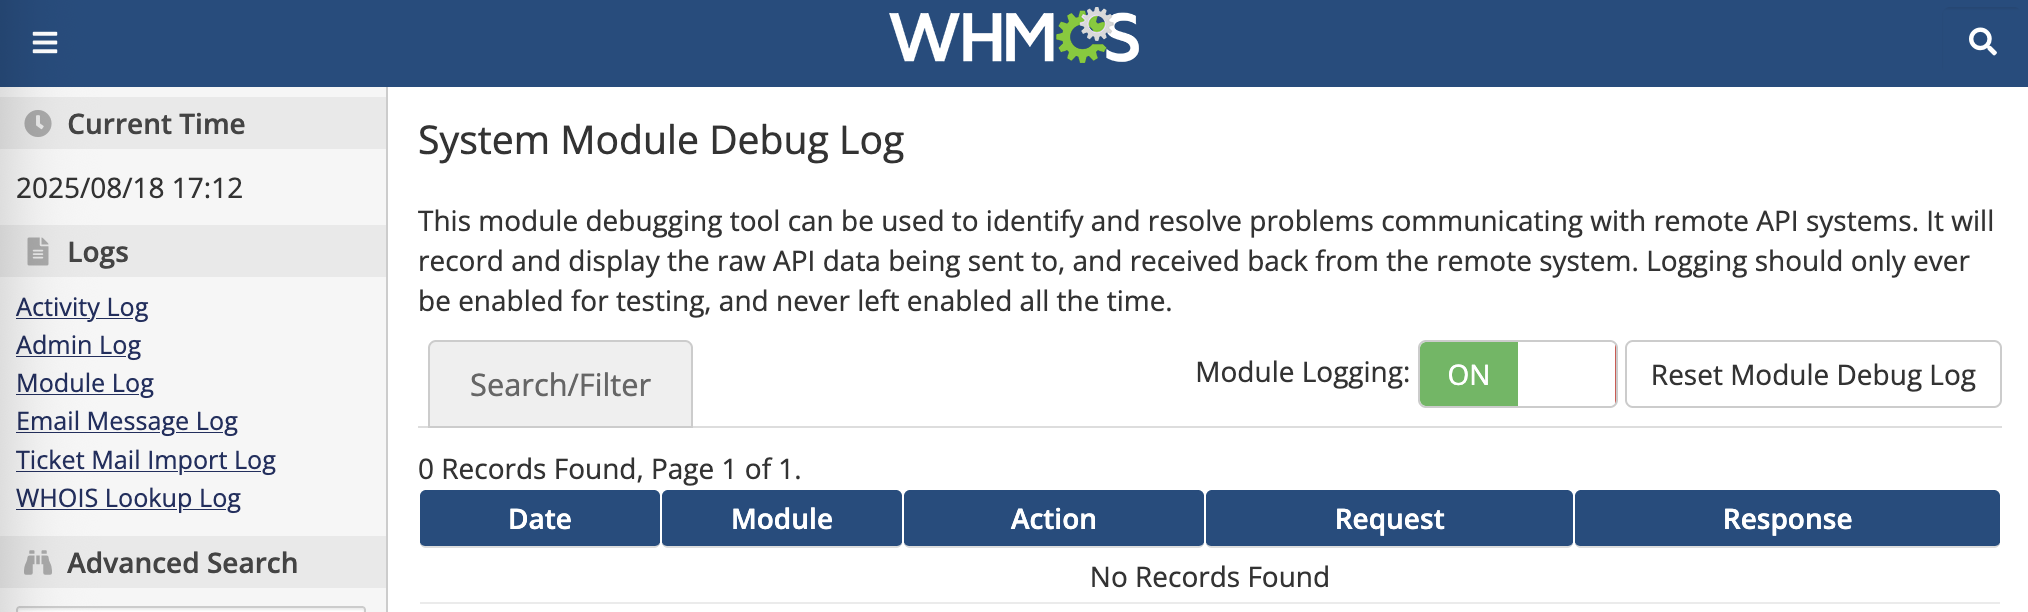 WHMCS
Current Time
2025/08/18 17:12
Logs
Activity Log
Admin Log
Module Log
Email Message Log
Ticket Mail Import Log
WHOIS Lookup Log
Advanced Search
System Module Debug Log
This module debugging tool can be used to identify and resolve problems communicating with remote API systems. It will
record and display the raw API data being sent to, and received back from the remote system. Logging should only ever
be enabled for testing, and never left enabled all the time.
Search/Filter
Module Logging: ON Reset Module Debug Log
0 Records Found, Page 1 of 1.
Date Module Action Request Response
No Records Found